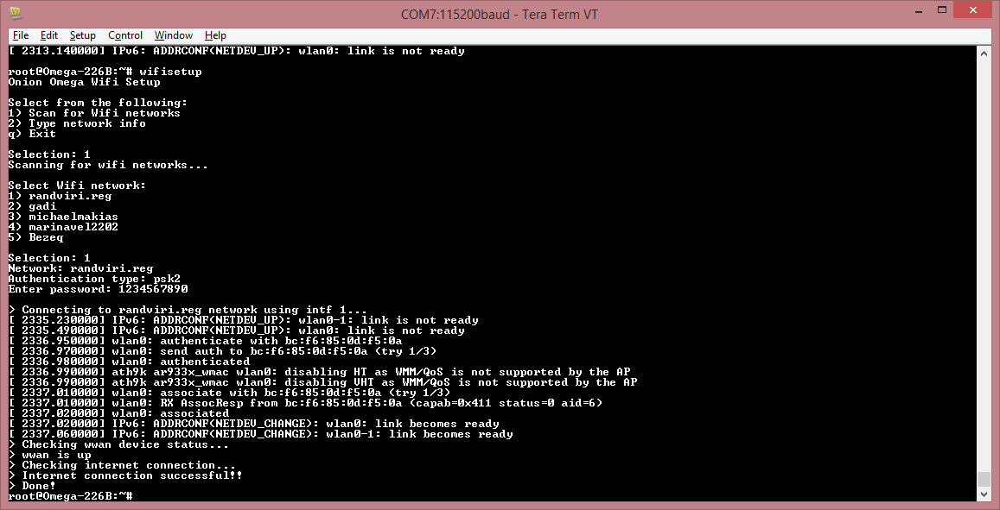 COM7:115200baud - Tera Term VT
File Edit Setup Control Window Help
[ 2313.140000] IPv6: ADDRCONF(NETDEV_UP): wlan0: link is not ready
root@Omega-226B:~# wifisetup
Onion Omega Wifi Setup
Select from the following:
1) Scan for Wifi networks
2) Type network info
q) Exit
Selection: 1
Scanning for wifi networks...
Select Wifi network:
1) randviri.reg
2) gadi
3) michaelmakias
4) marinavel2202
5) Bezeq
Selection: 1
Network: randviri.reg
Authentication type: psk2
Enter password: 1234567890
> Connecting to randviri.reg network using intf 1...
[ 2335.230000] IPv6: ADDRCONF(NETDEV_UP): wlan0-1: link is not ready
[ 2335.490000] IPv6: ADDRCONF(NETDEV_UP): wlan0: link is not ready
[ 2336.950000] wlan0: authenticate with bc:f6:85:0d:f5:0a
[ 2336.970000] wlan0: send auth to bc:f6:85:0d:f5:0a (try 1/3)
[ 2336.980000] wlan0: authenticated
[ 2336.990000] ath9k ar933x_wmac wlan0: disabling HT as WMM/QoS is not supported by the AP
[ 2336.990000] ath9k ar933x_wmac wlan0: disabling VHT as WMM/QoS is not supported by the AP
[ 2337.010000] wlan0: associate with bc:f6:85:0d:f5:0a (try 1/3)
[ 2337.010000] wlan0: RX AssocResp from bc:f6:85:0d:f5:0a (capab=0x411 status=0 aid=6)
[ 2337.020000] wlan0: associated
[ 2337.020000] IPv6: ADDRCONF(NETDEV_CHANGE): wlan0: link becomes ready
[ 2337.060000] IPv6: ADDRCONF(NETDEV_CHANGE): wlan0-1: link becomes ready
> Checking wwan device status...
> wwan is up
> Checking internet connection...
> Internet connection successful!!
> Done!
root@Omega-226B:~#